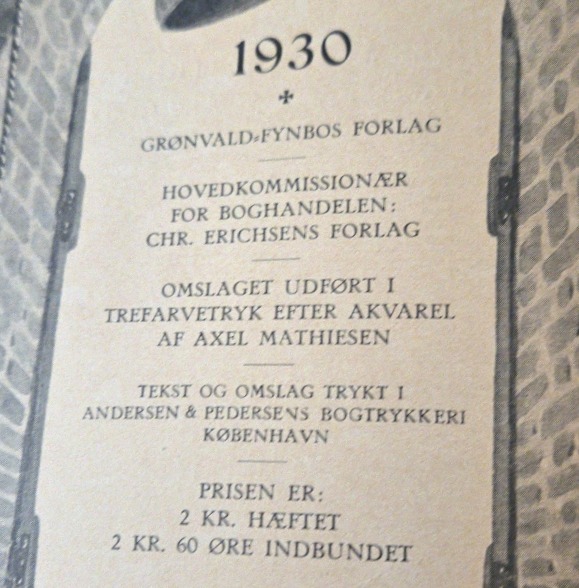 1930
GRØNVALD-FYNBOS FORLAG
HOVEDKOMMISSIONÆR
FOR BOGHANDELEN:
CHR. ERICHSENS FORLAG
OMSLAGET UDFØRT I
TREFARVETRYK EFTER AKVAREL
AF AXEL MATHIESEN
TEKST OG OMSLAG TRYKT I
ANDERSEN & PEDERSENS BOGTRYKKERI
KØBENHAVN
PRISEN ER:
2 KR. HÆFTET
2 KR. 60 ØRE INDBUNDET